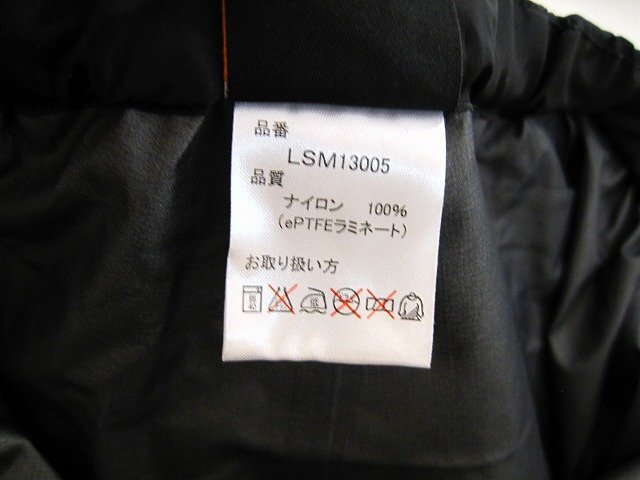 品番
LSM13005
品質
ナイロン 100%
(ePTFEラミネート)
お取り扱い方